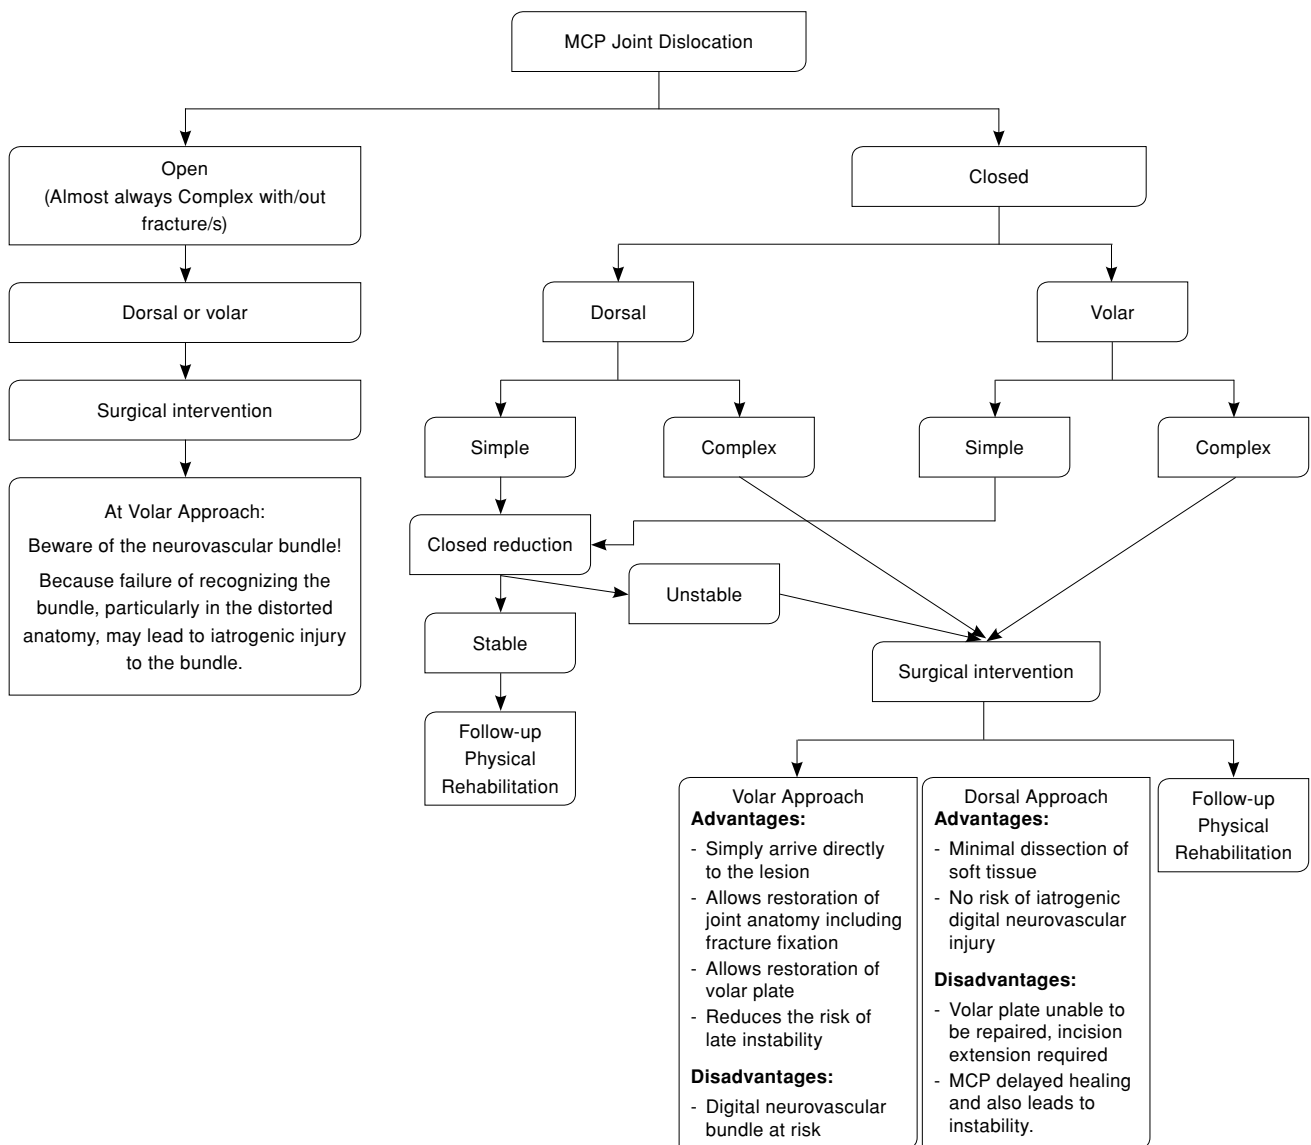 MCP Joint Dislocation
Open
(Almost always Complex with/out
fracture/s)
Closed
Dorsal or volar
Dorsal
Volar
Surgical intervention
Simple
Complex
Simple
Complex
At Volar Approach:
Beware of the neurovascular bundle!
Because failure of recognizing the
bundle, particularly in the distorted
anatomy, may lead to iatrogenic injury
to the bundle.
Closed reduction
Unstable
Stable
Surgical intervention
Follow-up
Physical
Rehabilitation
Volar Approach
Advantages:
- Simply arrive directly
to the lesion
- Allows restoration of
joint anatomy including
fracture fixation
- Allows restoration of
volar plate
- Reduces the risk of
late instability
Disadvantages:
- Digital neurovascular
bundle at risk
Dorsal Approach
Advantages:
- Minimal dissection of
soft tissue
- No risk of iatrogenic
digital neurovascular
injury
Disadvantages:
- Volar plate unable to
be repaired, incision
extension required
- MCP delayed healing
and also leads to
instability.
Follow-up
Physical
Rehabilitation